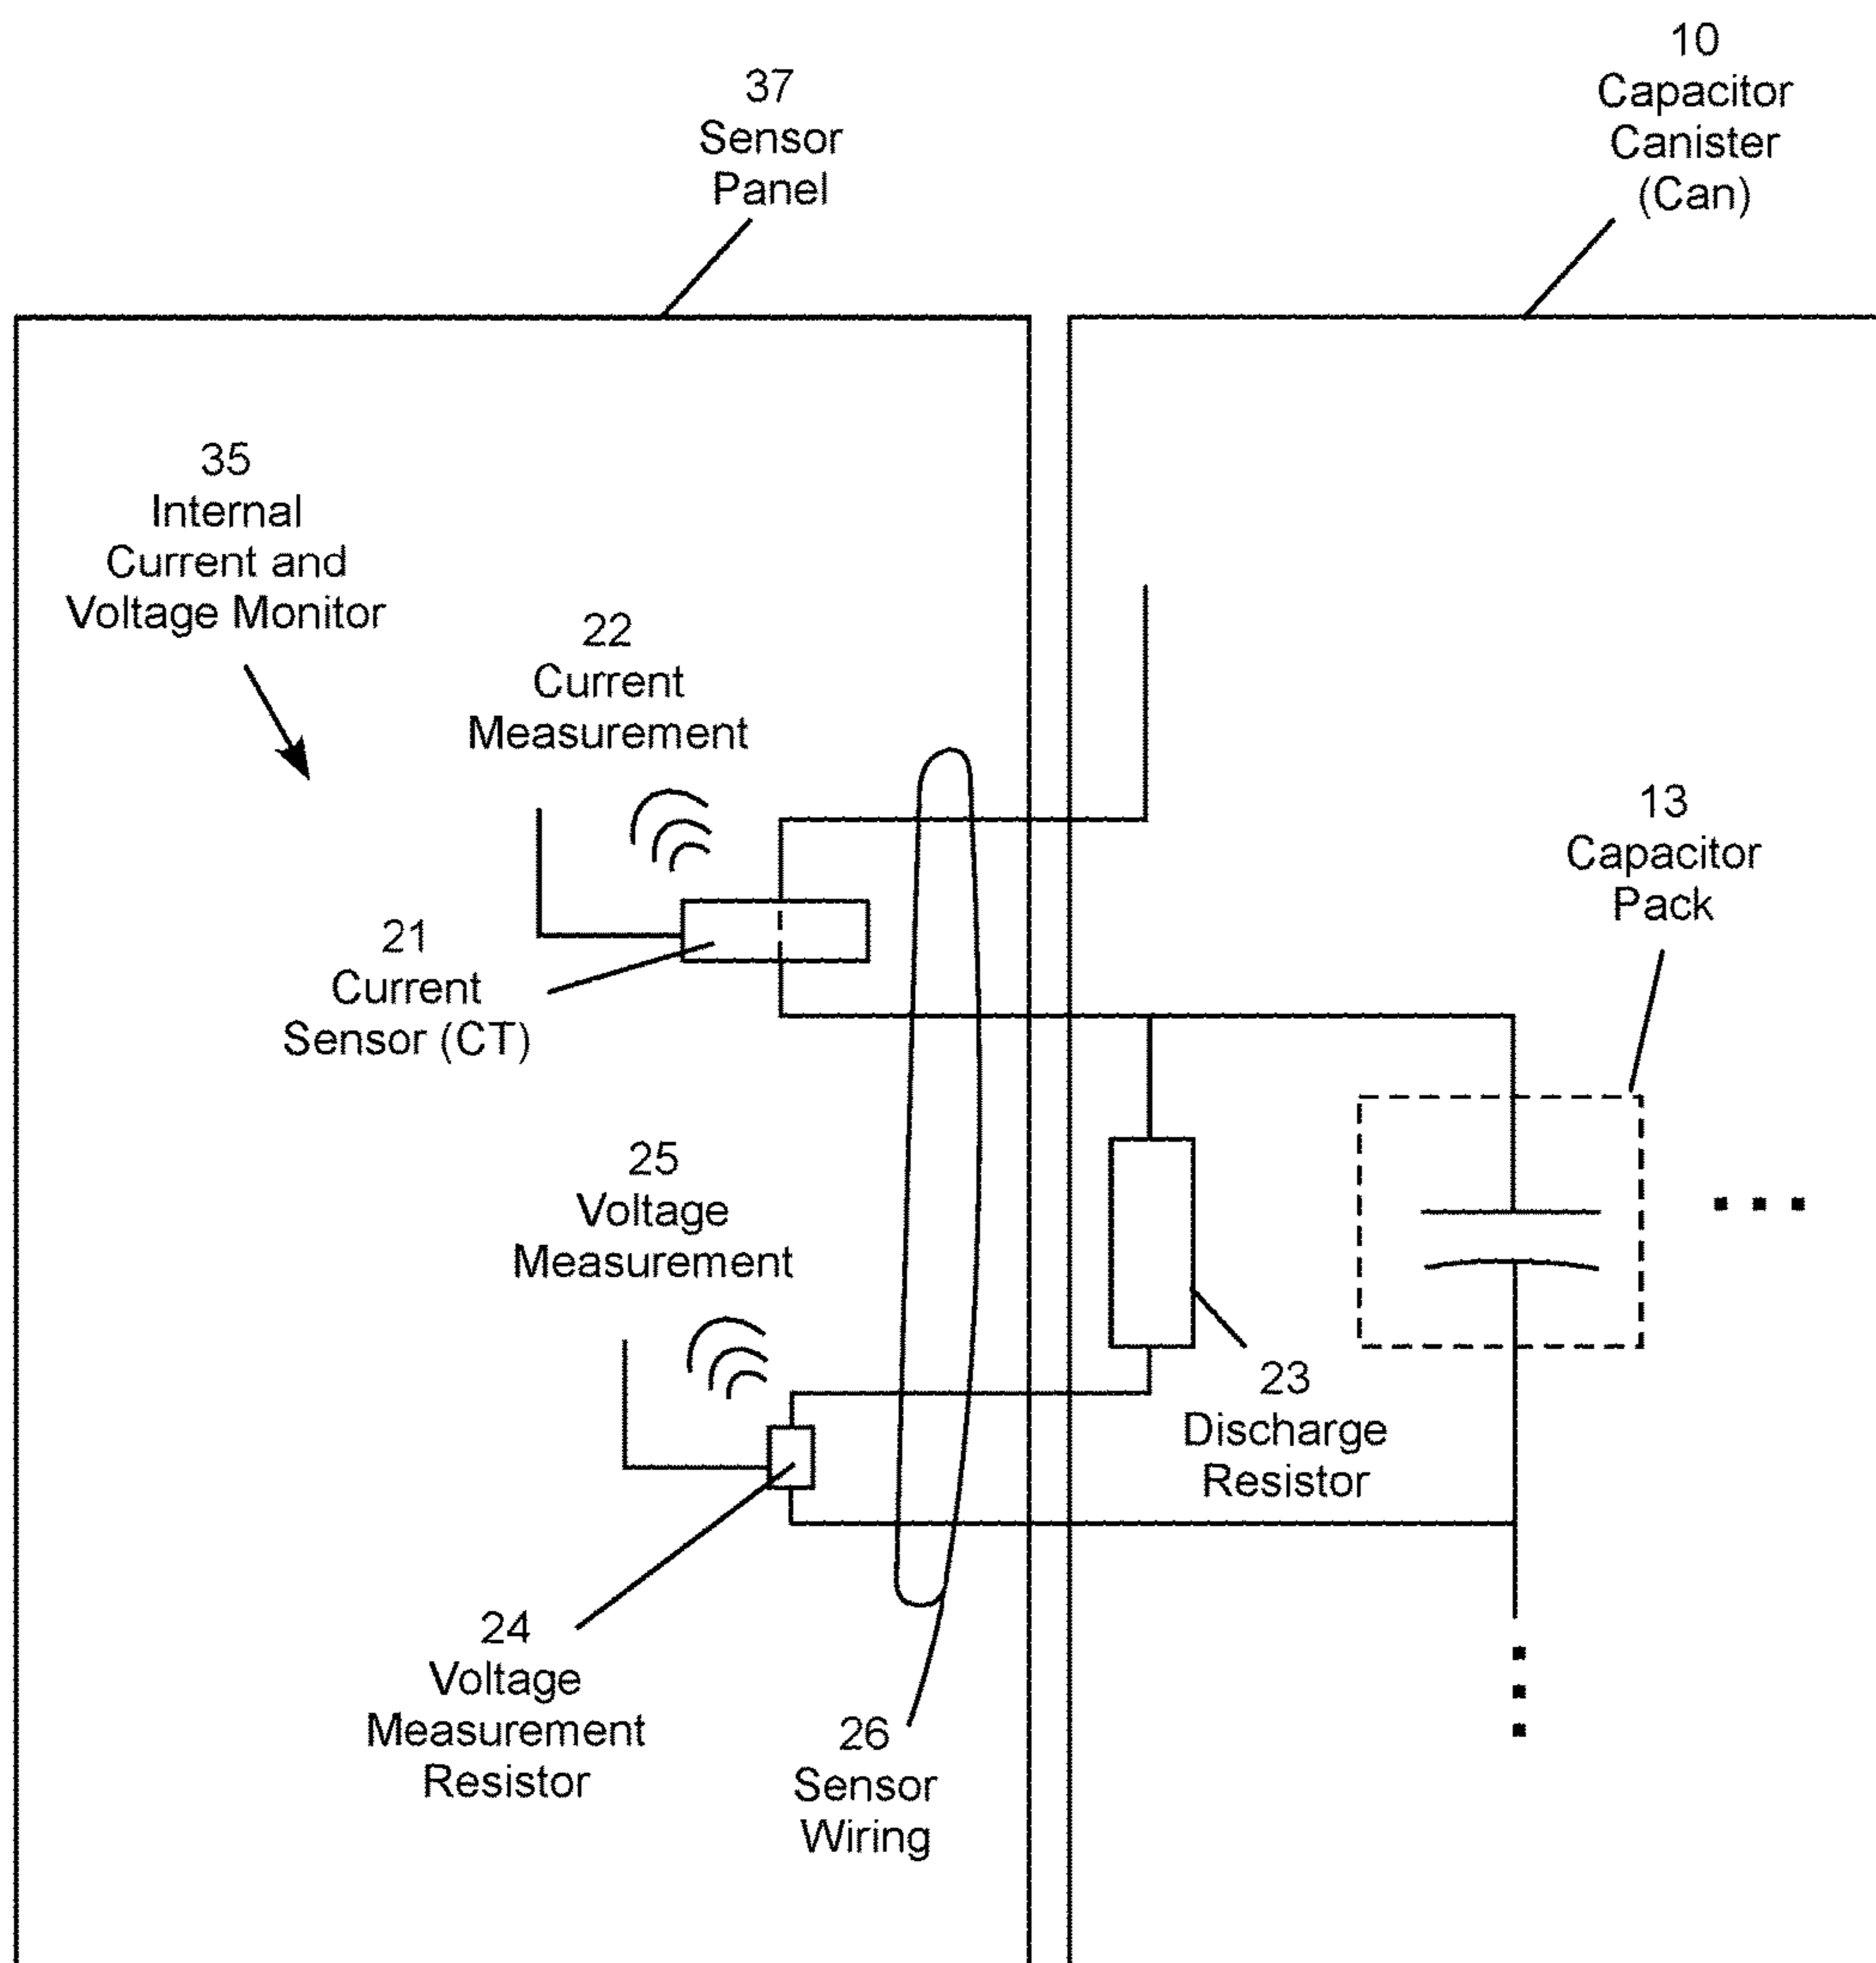 10
Capacitor
Canister
(Can)
37
Sensor
Panel
35
Internal
Current and
Voltage Monitor
22
Current
Measurement
13
Capacitor
Pack
21
Current
Sensor (CT)
25
Voltage
Measurement
23
Discharge
Resistor
24
Voltage
Measurement
Resistor
26
Sensor
Wiring